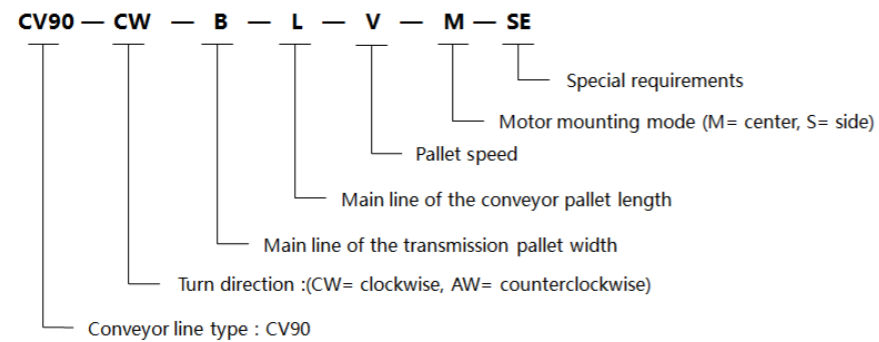 CV90 — CW — B — L — V — M — SE
Special requirements
Motor mounting mode (M= center, S= side)
Pallet speed
Main line of the conveyor pallet length
Main line of the transmission pallet width
Turn direction :(CW= clockwise, AW= counterclockwise)
Conveyor line type : CV90